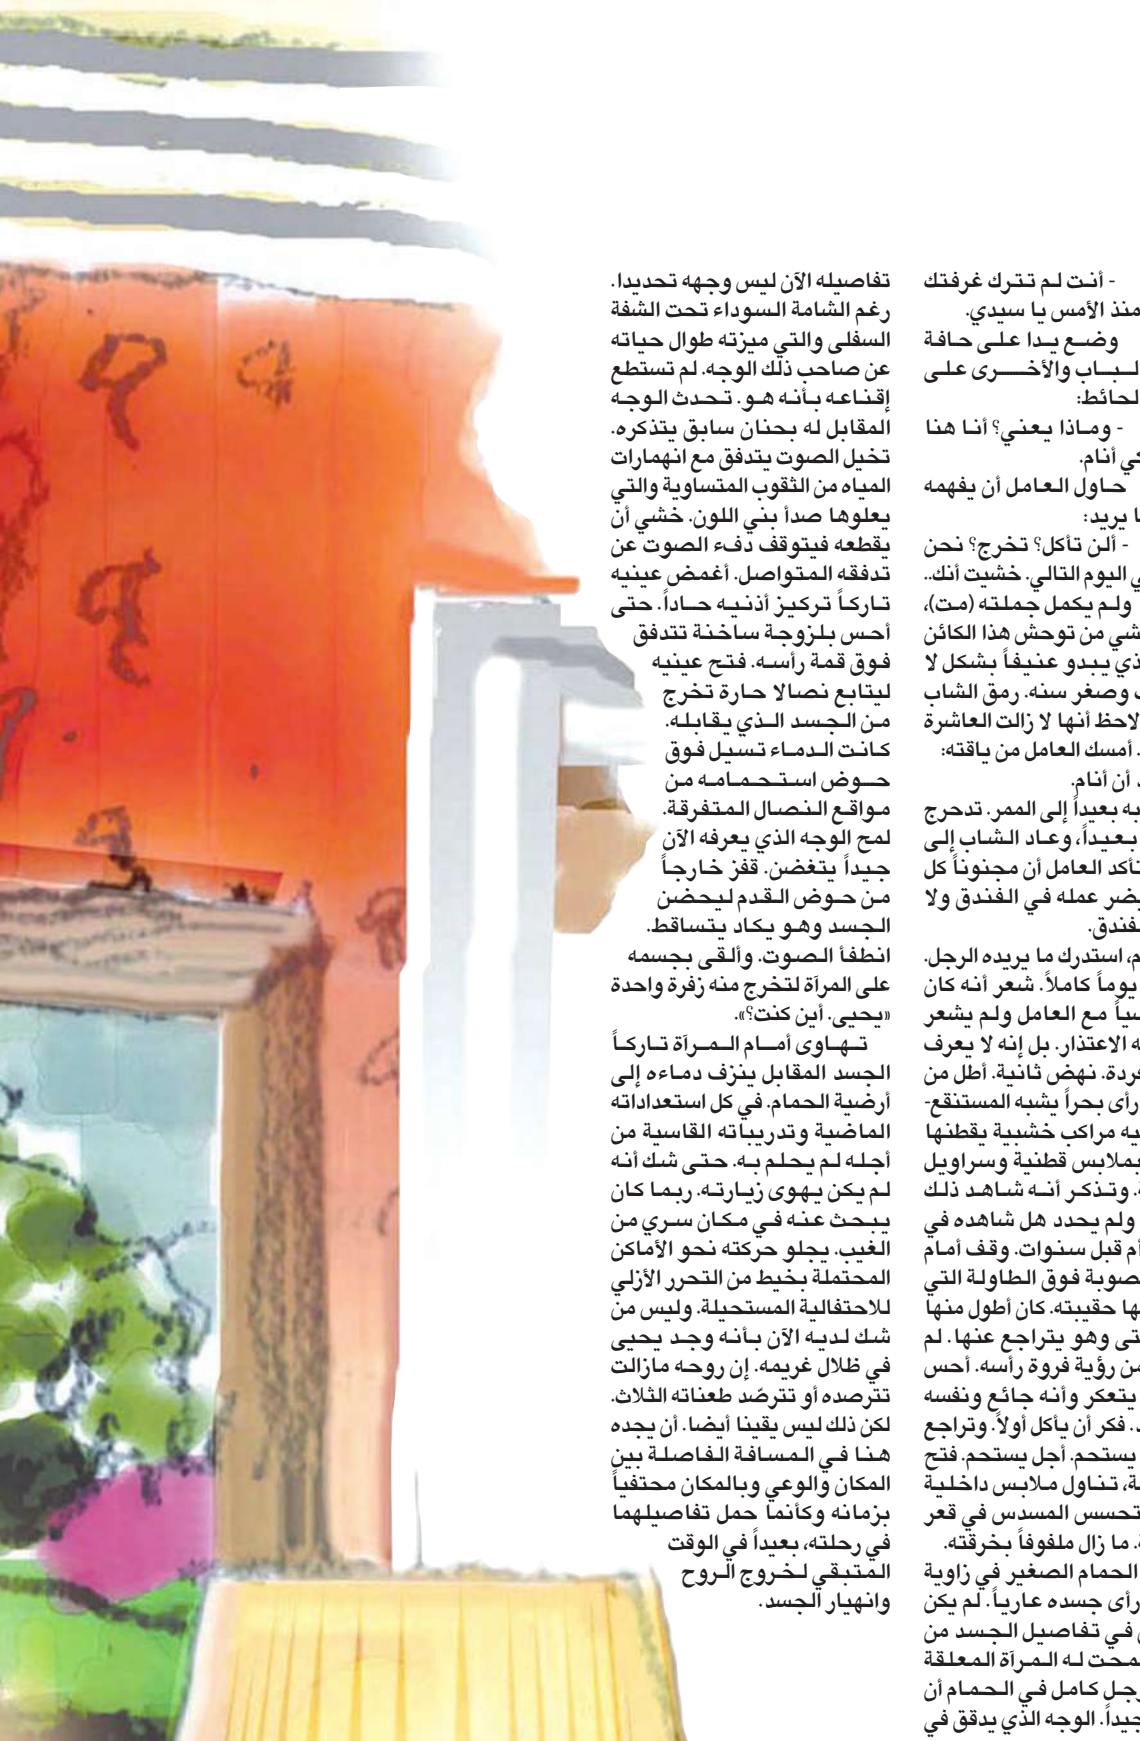 - أنت لم تترك غرفتك
منذ الأمس يا سيدي.
وضع يدا على حافة
لباب والأخرى على
لحائط:
- وماذا يعني؟ أنا هنا
كي أنام.
حاول العامل أن يفهمه
ا يريد:
- ألن تأكل؟ تخرج؟ نحن
ي اليوم التالي. خشيت أنك..
ولم يكمل جملته (مت)،
شي من توحش هذا الكائن
ذي يبدو عنيفاً بشكل لا
وصغر سنه. رمق الشاب
لاحظ أنها لا زالت العاشرة
. أمسك العامل من ياقته:
أن أنام.
به بعيداً إلى الممر. تدحرج
بعيداً، وعاد الشاب إلى
تأكد العامل أن مجنوناً كل
يضر عمله في الفندق ولا
لفندق.
م، استدرك ما يريده الرجل.
يوماً كاملاً. شعر أنه كان
سياً مع العامل ولم يشعر
ه الاعتذار. بل إنه لا يعرف
فردة. نهض ثانية. أطل من
رأى بحراً يشبه المستنقع-
يه مراكب خشبية يقطنها
بملابس قطنية وسراويل
. وتذكر أنه شاهد ذلك
ولم يحدد هل شاهده في
أم قبل سنوات. وقف أمام
صوبة فوق الطاولة التي
ها حقيبته. كان أطول منها
تى وهو يتراجع عنها. لم
من رؤية فروة رأسه. أحس
يتعكر وأنه جائع ونفسه
. فكر أن يأكل أولاً. وتراجع
يستحم. أجل يستحم. فتح
ة، تناول ملابس داخلية
تحسس المسدس في قعر
. ما زال ملفوفاً بخرقته.
الحمام الصغير في زاوية
رأى جسده عارياً. لم يكن
في تفاصيل الجسد من
محت له المرآة المعلقة
رجل كامل في الحمام أن
جيداً. الوجه الذي يدقق في
تفاصيله الآن ليس وجهه تحديدا.
رغم الشامة السوداء تحت الشفة
السفلى والتي ميزته طوال حياته
عن صاحب ذلك الوجه. لم تستطع
إقناعه بأنه هو. تحدث الوجه
المقابل له بحنان سابق يتذكره.
تخيل الصوت يتدفق مع انهمارات
المياه من الثقوب المتساوية والتي
يعلوها صدأ بني اللون. خشي أن
يقطعه فيتوقف دفء الصوت عن
تدفقه المتواصل. أغمض عينيه
تاركاً تركيز أذنيه حاداً. حتى
أحس بلزوجة ساخنة تتدفق
فوق قمة رأسه. فتح عينيه
ليتابع نصالا حارة تخرج
من الجسد الذي يقابله.
كانت الدماء تسيل فوق
حوض استحمامه من
مواقع النصال المتفرقة.
لمح الوجه الذي يعرفه الآن
جيداً يتغضن. قفز خارجاً
من حوض القدم ليحضن
الجسد وهو يكاد يتساقط.
انطفأ الصوت. وألقى بجسمه
على المرآة لتخرج منه زفرة واحدة
«يحيى. أين كنت؟».
تهاوى أمام المرآة تاركاً
الجسد المقابل ينزف دماءه إلى
أرضية الحمام. في كل استعداداته
الماضية وتدريباته القاسية من
أجله لم يحلم به. حتى شك أنه
لم يكن يهوى زيارته. ربما كان
يبحث عنه في مكان سري من
الغيب. يجلو حركته نحو الأماكن
المحتملة بخيط من التحرر الأزلي
للاحتفالية المستحيلة. وليس من
شك لديه الآن بأنه وجد يحيى
في ظلال غريمه. إن روحه مازالت
تترصده أو تترصّد طعناته الثلاث.
لكن ذلك ليس يقينا أيضا. أن يجده
هنا في المسافة الفاصلة بين
المكان والوعي وبالمكان محتفياً
بزمانه وكأنما حمل تفاصيلهما
في رحلته، بعيداً في الوقت
المتبقي لخروج الروح
وانهيار الجسد.